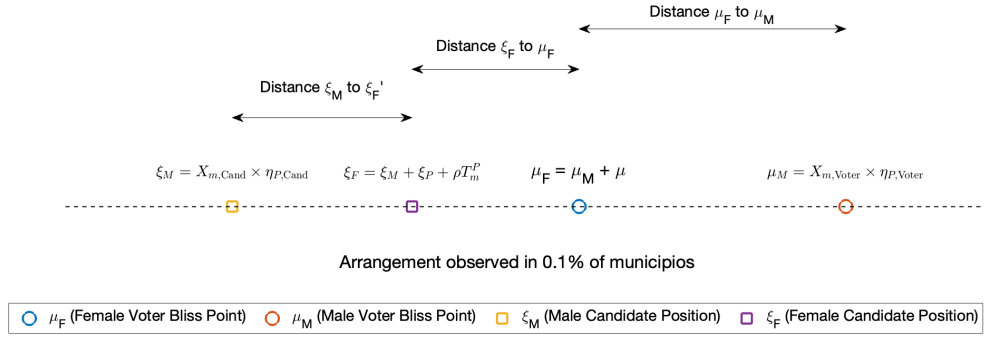 Distance μF to μM
Distance ξF to μF
Distance ξM to ξF'
ξM = Xm,Cand × ηP,Cand
ξF = ξM + ξP + ρTmP
μF = μM + μ
μM = Xm,Voter × ηP,Voter
Arrangement observed in 0.1% of municipios
μF (Female Voter Bliss Point)
μM (Male Voter Bliss Point)
ξM (Male Candidate Position)
ξF (Female Candidate Position)